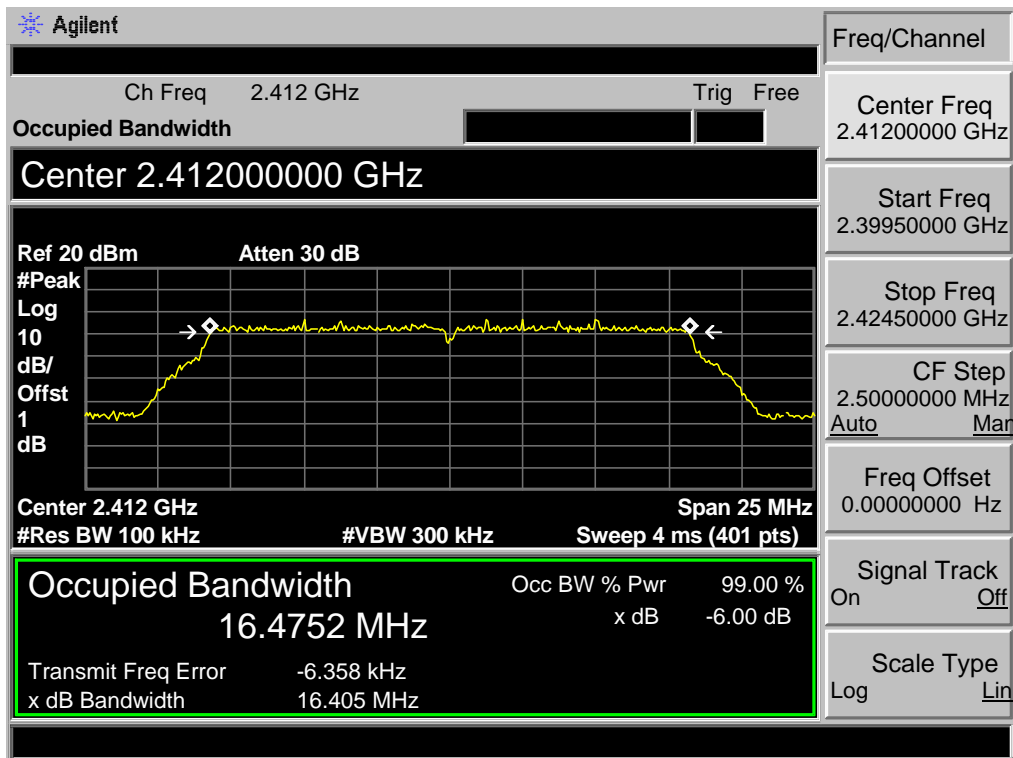 Agilent
Freq/Channel
Ch Freq 2.412 GHz Trig Free
Occupied Bandwidth
Center 2.412000000 GHz
Ref 20 dBm Atten 30 dB
#Peak
Log
10
dB/
Offst
1
dB
Center 2.412 GHz Span 25 MHz
#Res BW 100 kHz #VBW 300 kHz Sweep 4 ms (401 pts)
Occupied Bandwidth Occ BW % Pwr 99.00 %
16.4752 MHz x dB -6.00 dB
Transmit Freq Error -6.358 kHz
x dB Bandwidth 16.405 MHz
Center Freq
2.41200000 GHz
Start Freq
2.39950000 GHz
Stop Freq
2.42450000 GHz
CF Step
2.50000000 MHz
Auto Man
Freq Offset
0.00000000 Hz
Signal Track
On Off
Scale Type
Log Lin